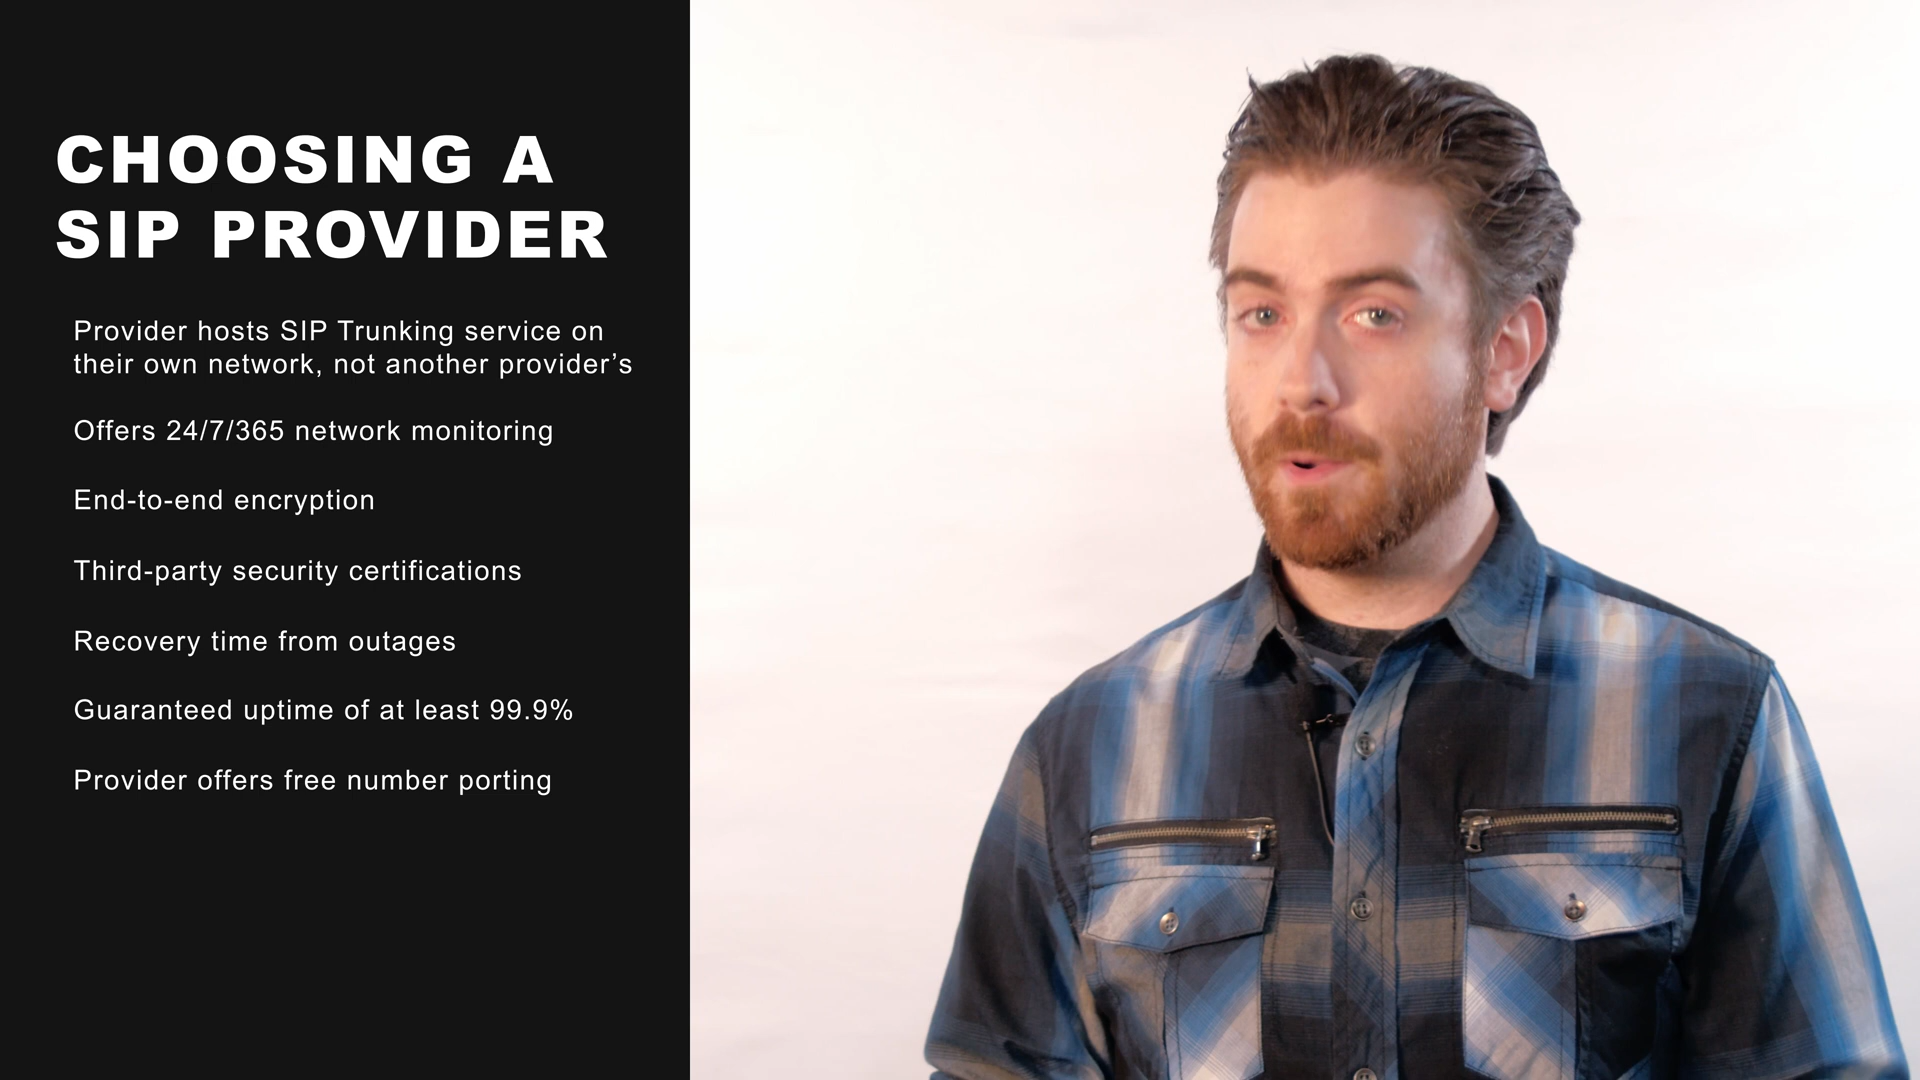 CHOOSING A
SIP PROVIDER
Provider hosts SIP Trunking service on
their own network, not another provider’s
Offers 24/7/365 network monitoring
End-to-end encryption
Third-party security certifications
Recovery time from outages
Guaranteed uptime of at least 99.9%
Provider offers free number porting